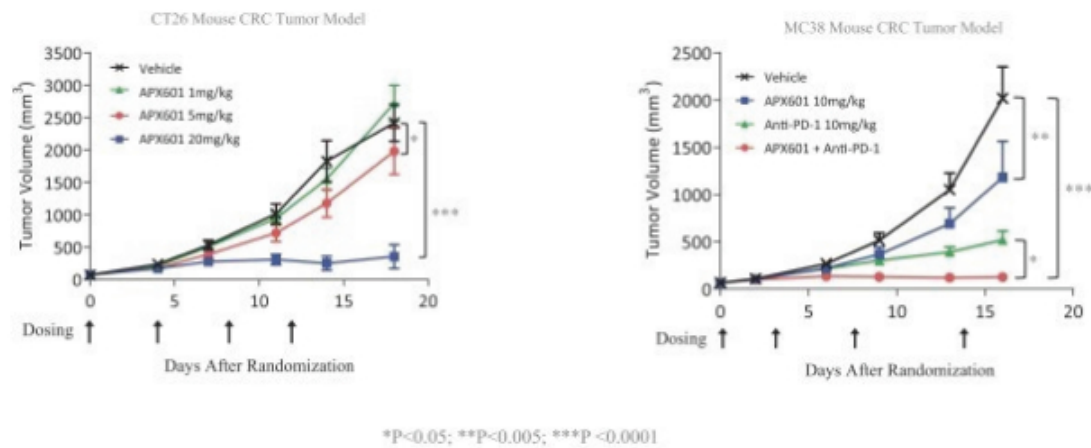 CT26 Mouse CRC Tumor Model
Tumor Volume (mm³)
3500
3000
2500
2000
1500
1000
500
0
Vehicle
APX601 1mg/kg
APX601 5mg/kg
APX601 20mg/kg
*
***
0 5 10 15 20
Dosing
Days After Randomization
MC38 Mouse CRC Tumor Model
Tumor Volume (mm³)
2500
2000
1500
1000
500
0
Vehicle
APX601 10mg/kg
Anti-PD-1 10mg/kg
APX601 + Anti-PD-1
**
***
*
0 5 10 15 20
Dosing
Days After Randomization
*P<0.05; **P<0.005; ***P <0.0001